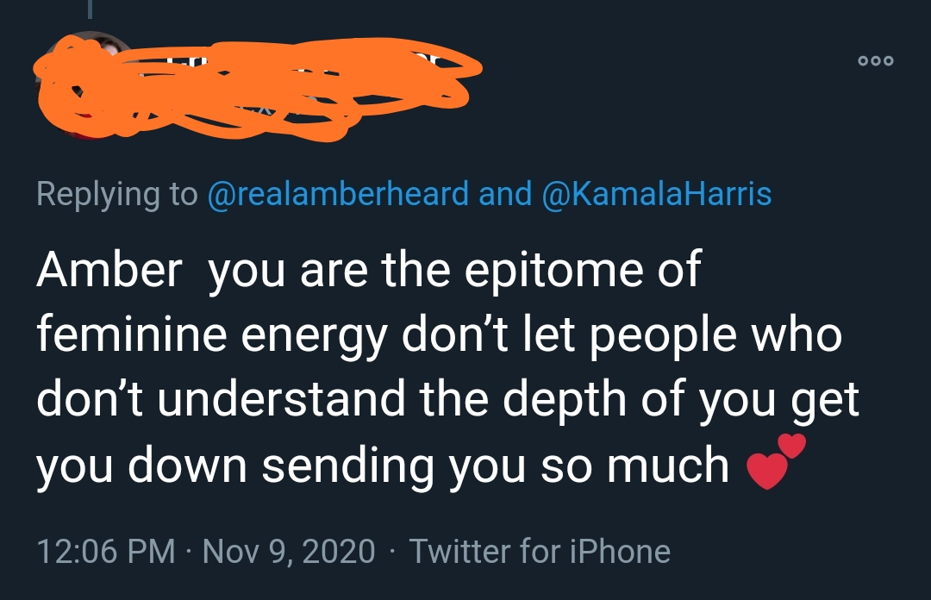 Replying to @realamberheard and @KamalaHarris
Amber  you are the epitome of
feminine energy don’t let people who
don’t understand the depth of you get
you down sending you so much 💕
12:06 PM · Nov 9, 2020 · Twitter for iPhone